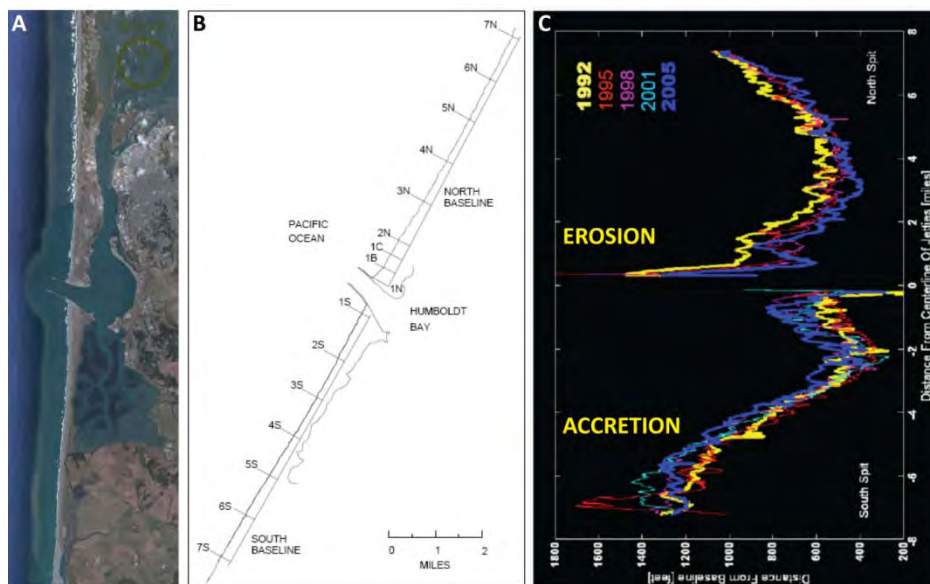 A
B
C
7N
6N
5N
4N
3N
NORTH
BASELINE
PACIFIC
OCEAN
2N
1C
1B
1N
1S
HUMBOLDT
BAY
2S
3S
4S
5S
6S
SOUTH
BASELINE
7S
0 2
MILES
1992
1995
1998
2001
2005
EROSION
ACCRETION
North Spit
South Spit
8
6
4
2
0
-2
-4
-6
-8
Distance From Centerline Of Jetties [miles]
1800 1600 1400 1200 1000 800 600 400 200
Distance From Baseline [feet]